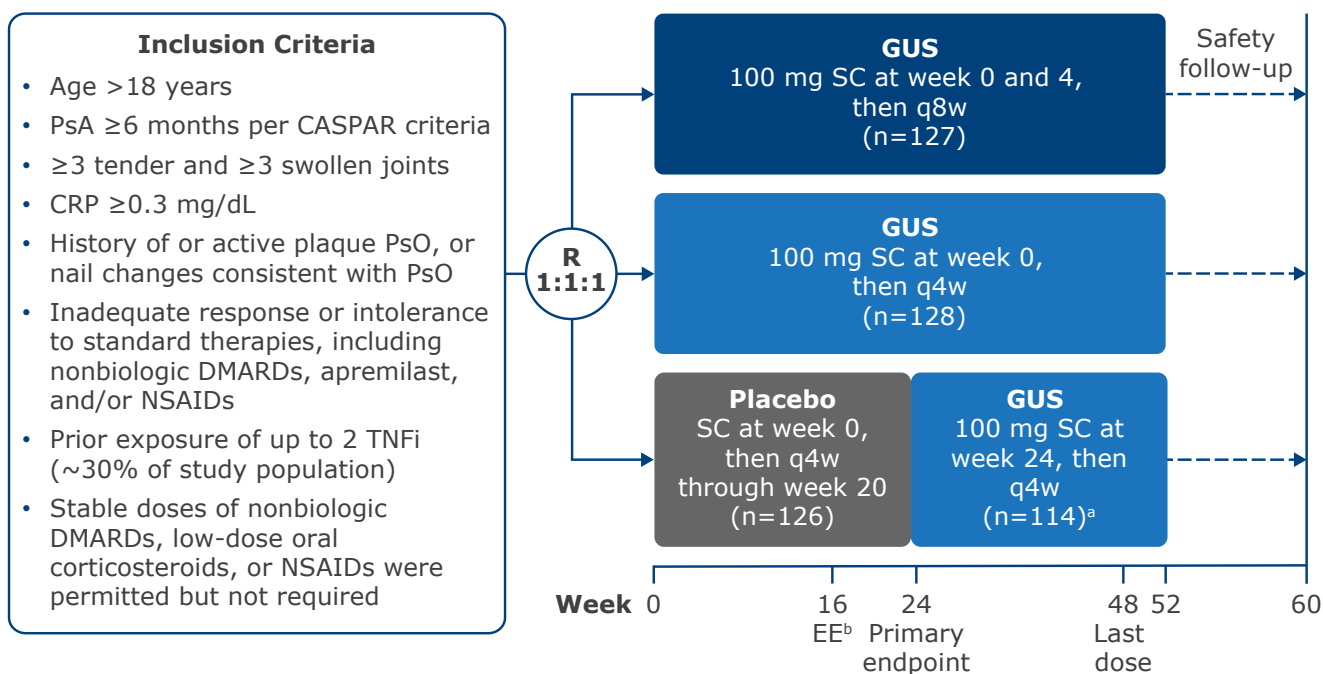 Inclusion Criteria
• Age >18 years
• PsA ≥6 months per CASPAR criteria
• ≥3 tender and ≥3 swollen joints
• CRP ≥0.3 mg/dL
• History of or active plaque PsO, or
nail changes consistent with PsO
• Inadequate response or intolerance
to standard therapies, including
nonbiologic DMARDs, apremilast,
and/or NSAIDs
• Prior exposure of up to 2 TNFi
(~30% of study population)
• Stable doses of nonbiologic
DMARDs, low-dose oral
corticosteroids, or NSAIDs were
permitted but not required
R
1:1:1
GUS
100 mg SC at week 0 and 4,
then q8w
(n=127)
Safety
follow-up
GUS
100 mg SC at week 0,
then q4w
(n=128)
Placebo
SC at week 0,
then q4w
through week 20
(n=126)
GUS
100 mg SC at
week 24, then
q4w
(n=114)ᵃ
Week 0 16 24 48 52 60
EEᵇ Primary
endpoint
Last
dose